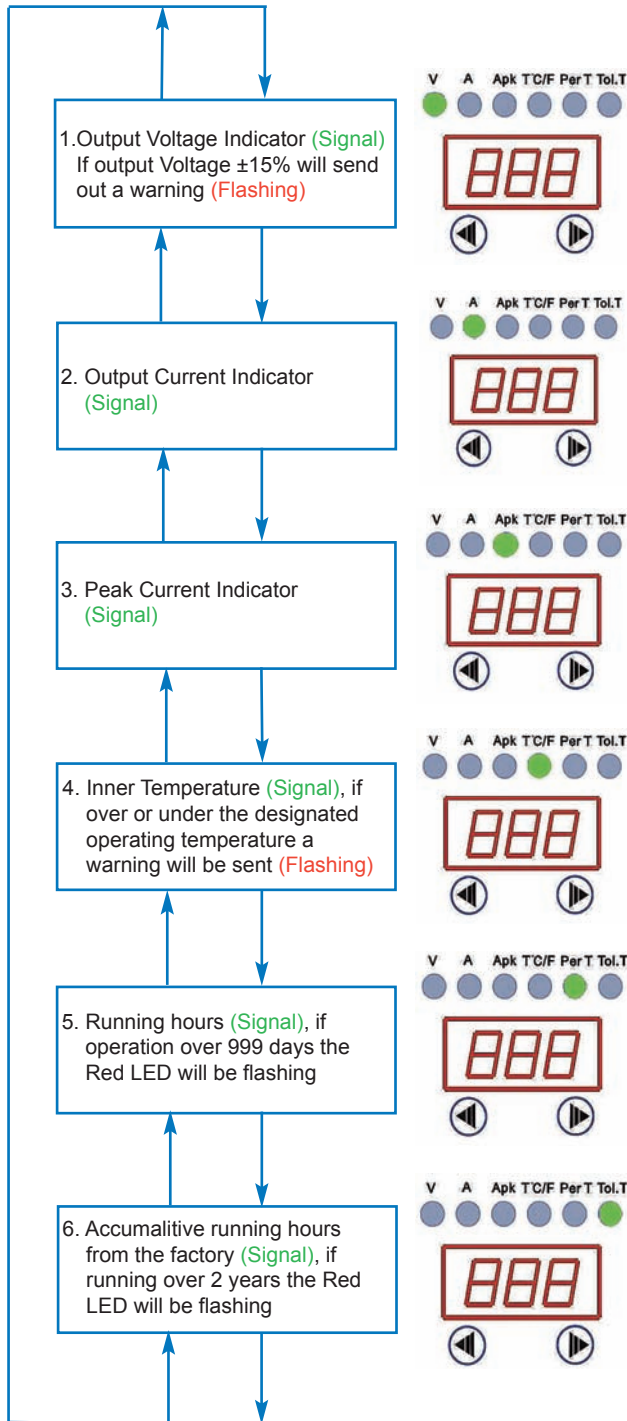 V A Apk T℃/F Per T Tol.T
1.Output Voltage Indicator (Signal)
If output Voltage ±15% will send
out a warning (Flashing)
888
V A Apk T℃/F Per T Tol.T
2. Output Current Indicator
(Signal)
888
V A Apk T℃/F Per T Tol.T
3. Peak Current Indicator
(Signal)
888
V A Apk T℃/F Per T Tol.T
4. Inner Temperature (Signal), if
over or under the designated
operating temperature a
warning will be sent (Flashing)
888
V A Apk T℃/F Per T Tol.T
5. Running hours (Signal), if
operation over 999 days the
Red LED will be flashing
888
V A Apk T℃/F Per T Tol.T
6. Accumalitive running hours
from the factory (Signal), if
running over 2 years the Red
LED will be flashing
888